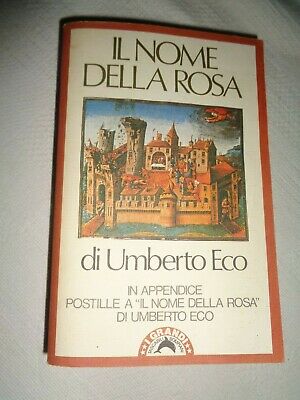 IL NOME
DELLA ROSA
di Umberto Eco
IN APPENDICE
POSTILLE A "IL NOME DELLA ROSA"
DI UMBERTO ECO
I GRANDI